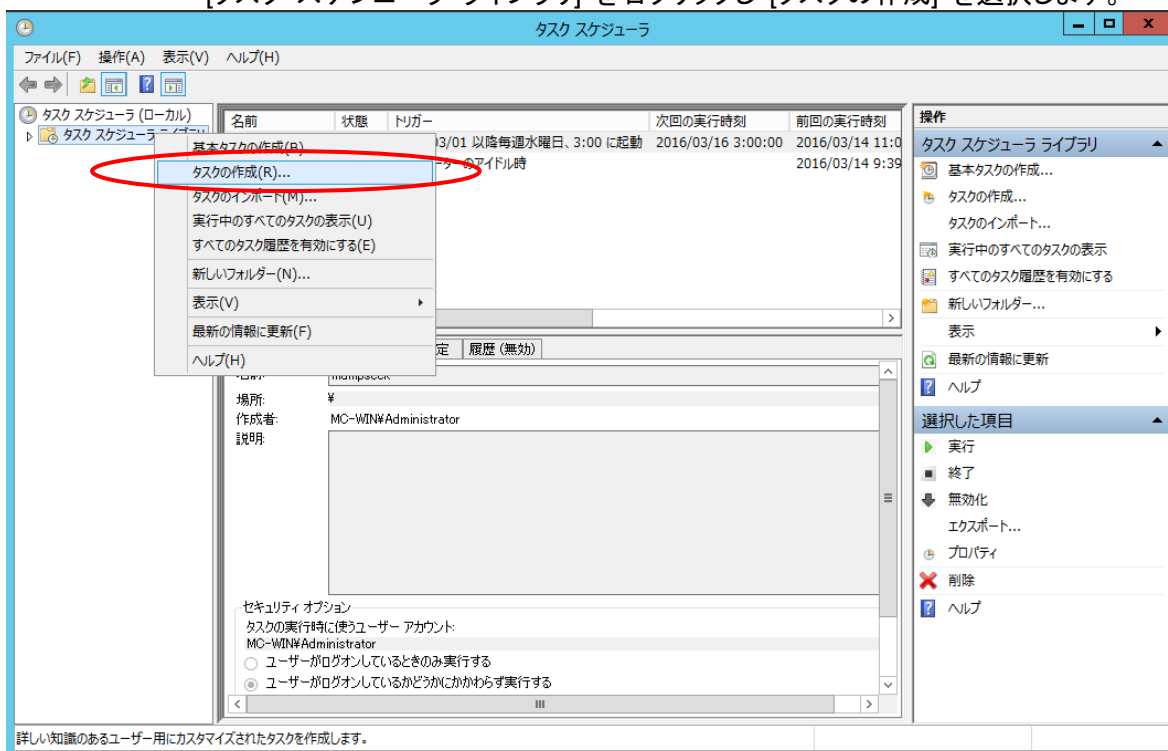 [タスク スケジューラ ライブラリ] を右クリックし [タスクの作成] を選択します。
タスク スケジューラ
ファイル(F) 操作(A) 表示(V) ヘルプ(H)
タスク スケジューラ (ローカル)
タスク スケジューラ ライブラリ
基本タスクの作成(B)...
タスクの作成(R)...
タスクのインポート(M)...
実行中のすべてのタスクの表示(U)
すべてのタスク履歴を有効にする(E)
新しいフォルダー(N)...
表示(V)
最新の情報に更新(F)
ヘルプ(H)
名前 状態 トリガー 次回の実行時刻 前回の実行時刻
03/01 以降毎週水曜日、3:00 に起動 2016/03/16 3:00:00 2016/03/14 11:0
ーターのアイドル時 2016/03/14 9:39
定 履歴 (無効)
名前:
場所: ¥
作成者: MC-WIN¥Administrator
説明:
セキュリティ オプション
タスクの実行時に使うユーザー アカウント:
MC-WIN¥Administrator
ユーザーがログオンしているときのみ実行する
ユーザーがログオンしているかどうかにかかわらず実行する
操作
タスク スケジューラ ライブラリ
基本タスクの作成...
タスクの作成...
タスクのインポート...
実行中のすべてのタスクの表示
すべてのタスク履歴を有効にする
新しいフォルダー...
表示
最新の情報に更新
ヘルプ
選択した項目
実行
終了
無効化
エクスポート...
プロパティ
削除
ヘルプ
詳しい知識のあるユーザー用にカスタマイズされたタスクを作成します。